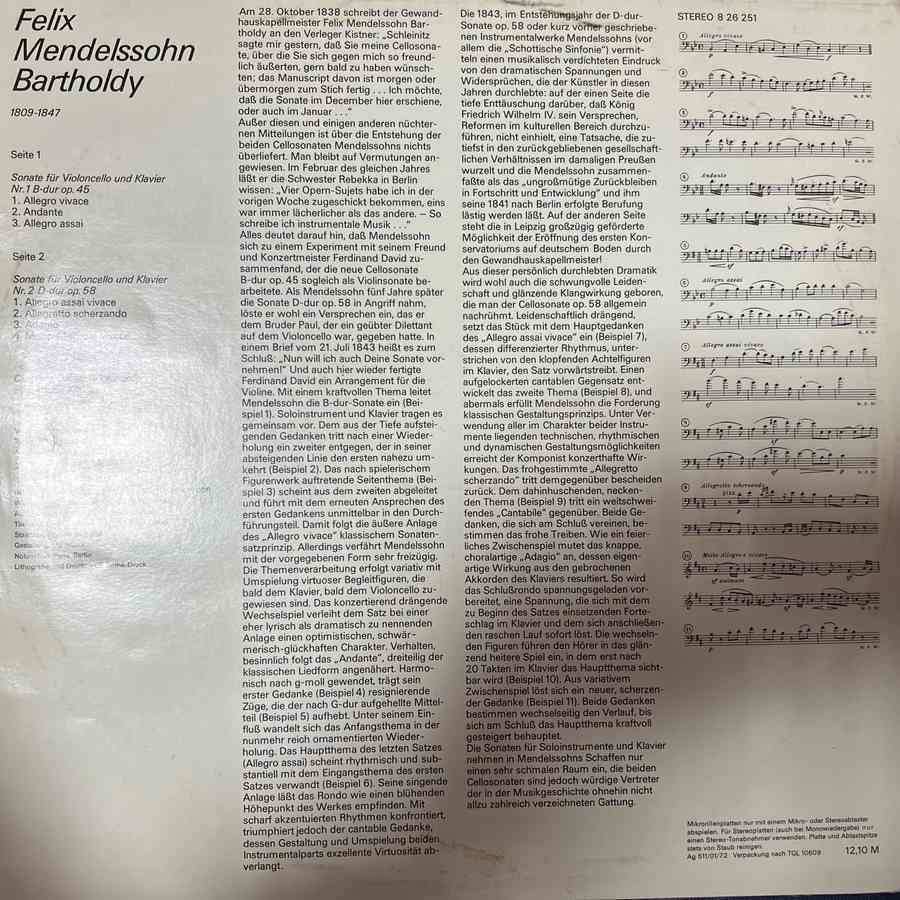 Felix
Mendelssohn
Bartholdy
1809-1847
Seite 1
Sonate für Violoncello und Klavier
Nr. 1 B-dur op. 45
1. Allegro vivace
2. Andante
3. Allegro assai
Seite 2
Sonate für Violoncello und Klavier
Nr. 2 D-dur op. 58
1. Allegro assai vivace
2. Allegretto scherzando
3. Adagio
Am 28. Oktober 1838 schreibt der Gewand-
hauskapellmeister Felix Mendelssohn Bar-
tholdy an den Verleger Kistner: „Schleinitz
sagte mir gestern, daß Sie meine Cellosona-
te, über die Sie sich gegen mich so freund-
lich äußerten, gern bald zu haben wünsch-
ten; das Manuscript davon ist morgen oder
übermorgen zum Stich fertig . . . Ich möchte,
daß die Sonate im December hier erschiene,
oder auch im Januar . . .“
Außer diesen und einigen anderen nüchter-
nen Mitteilungen ist über die Entstehung der
beiden Cellosonaten Mendelssohns nichts
überliefert. Man bleibt auf Vermutungen an-
gewiesen. Im Februar des gleichen Jahres
läßt er die Schwester Rebekka in Berlin
wissen: „Vier Opern-Sujets habe ich in der
vorigen Woche zugeschickt bekommen, eins
war immer lächerlicher als das andere. – So
schreibe ich instrumentale Musik . . .“
Alles deutet darauf hin, daß Mendelssohn
sich zu einem Experiment mit seinem Freund
und Konzertmeister Ferdinand David zu-
sammenfand, der die neue Cellosonate
B-dur op. 45 sogleich als Violinsonate be-
arbeitete. Als Mendelssohn fünf Jahre später
die Sonate D-dur op. 58 in Angriff nahm,
löste er wohl ein Versprechen ein, das er
dem Bruder Paul, der ein geübter Dilettant
auf dem Violoncello war, gegeben hatte. In
einem Brief vom 21. Juli 1843 heißt es zum
Schluß: „Nun will ich auch Deine Sonate vor-
nehmen!“ Und auch hier wieder fertigte
Ferdinand David ein Arrangement für die
Violine. Mit einem kraftvollen Thema leitet
Mendelssohn die B-dur-Sonate ein (Bei-
spiel 1). Soloinstrument und Klavier tragen es
gemeinsam vor. Dem aus der Tiefe aufstei-
genden Gedanken tritt nach einer Wieder-
holung ein zweiter entgegen, der in seiner
absteigenden Linie den ersten nahezu um-
kehrt (Beispiel 2). Das nach spielerischem
Figurenwerk auftretende Seitenthema (Bei-
spiel 3) scheint aus dem zweiten abgeleitet
und führt mit dem erneuten Ansprechen des
ersten Gedankens unmittelbar in den Durch-
führungsteil. Damit folgt die äußere Anlage
des „Allegro vivace“ klassischem Sonaten-
satzprinzip. Allerdings verfährt Mendelssohn
mit der vorgegebenen Form sehr freizügig.
Die Themenverarbeitung erfolgt variativ mit
Umspielung virtuoser Begleitfiguren, die
bald dem Klavier, bald dem Violoncello zu-
gewiesen sind. Das konzertierend drängende
Wechselspiel verleiht dem Satz bei einer
eher lyrisch als dramatisch zu nennenden
Anlage einen optimistischen, schwär-
merisch-glückhaften Charakter. Verhalten,
besinnlich folgt das „Andante“, dreiteilig der
klassischen Liedform angenähert. Harmo-
nisch nach g-moll gewendet, trägt sein
erster Gedanke (Beispiel 4) resignierende
Züge, die der nach G-dur aufgehellte Mittel-
teil (Beispiel 5) aufhebt. Unter seinem Ein-
fluß wandelt sich das Anfangsthema in der
nunmehr reich ornamentierten Wieder-
holung. Das Hauptthema des letzten Satzes
(Allegro assai) scheint rhythmisch und sub-
stantiell mit dem Eingangsthema des ersten
Satzes verwandt (Beispiel 6). Seine singende
Anlage läßt das Rondo wie einen blühenden
Höhepunkt des Werkes empfinden. Mit
scharf akzentuierten Rhythmen konfrontiert,
triumphiert jedoch der cantable Gedanke,
dessen Gestaltung und Umspielung beiden
Instrumentalparts exzellente Virtuosität ab-
verlangt.
Die 1843, im Entstehungsjahr der D-dur-
Sonate op. 58 oder kurz vorher geschriebe-
nen Instrumentalwerke Mendelssohns (vor
allem die „Schottische Sinfonie“) vermit-
teln einen musikalisch verdichteten Eindruck
von den dramatischen Spannungen und
Widersprüchen, die der Künstler in diesen
Jahren durchlebte: auf der einen Seite die
tiefe Enttäuschung darüber, daß König
Friedrich Wilhelm IV. sein Versprechen,
Reformen im kulturellen Bereich durchzu-
führen, nicht einhielt, eine Tatsache, die zu-
tiefst in den zurückgebliebenen gesellschaft-
lichen Verhältnissen im damaligen Preußen
wurzelt und die Mendelssohn zusammen-
faßte als das „ungroßmütige Zurückbleiben
in Fortschritt und Entwicklung“ und ihm
seine 1841 nach Berlin erfolgte Berufung
lästig werden läßt. Auf der anderen Seite
steht die in Leipzig großzügig geförderte
Möglichkeit der Eröffnung des ersten Kon-
servatoriums auf deutschem Boden durch
den Gewandhauskapellmeister!
Aus dieser persönlich durchlebten Dramatik
wird wohl auch die schwungvolle Leiden-
schaft und glänzende Klangwirkung geboren,
die man der Cellosonate op. 58 allgemein
nachrühmt. Leidenschaftlich drängend,
setzt das Stück mit dem Hauptgedanken
des „Allegro assai vivace“ ein (Beispiel 7),
dessen differenzierter Rhythmus, unter-
strichen von den klopfenden Achtelfiguren
im Klavier, den Satz vorwärtstreibt. Einen
aufgelockerten cantablen Gegensatz ent-
wickelt das zweite Thema (Beispiel 8), und
abermals erfüllt Mendelssohn die Forderung
klassischen Gestaltungsprinzips. Unter Ver-
wendung aller im Charakter beider Instru-
mente liegenden technischen, rhythmischen
und dynamischen Gestaltungsmöglichkeiten
erreicht der Komponist konzerthafte Wir-
kungen. Das frohgestimmte „Allegretto
scherzando“ tritt demgegenüber bescheiden
zurück. Dem dahinhuschenden, necken-
den Thema (Beispiel 9) tritt ein weitschwei-
fendes „Cantabile“ gegenüber. Beide Ge-
danken, die sich am Schluß vereinen, be-
stimmen das frohe Treiben. Wie ein feier-
liches Zwischenspiel mutet das knappe,
choralartige „Adagio“ an, dessen eigen-
artige Wirkung aus den gebrochenen
Akkorden des Klaviers resultiert. So wird
das Schlußrondo spannungsgeladen vor-
bereitet, eine Spannung, die sich mit dem
zu Beginn des Satzes einsetzenden Forte-
schlag im Klavier und dem sich anschließen-
den raschen Lauf sofort löst. Die wechseln-
den Figuren führen den Hörer in das glän-
zend heitere Spiel ein, in dem erst nach
20 Takten im Klavier das Hauptthema sicht-
bar wird (Beispiel 10). Aus variativem
Zwischenspiel löst sich ein neuer, scherzen-
der Gedanke (Beispiel 11). Beide Gedanken
bestimmen wechselseitig den Verlauf, bis
sich am Schluß das Hauptthema kraftvoll
gesteigert behauptet.
Die Sonaten für Soloinstrumente und Klavier
nehmen in Mendelssohns Schaffen nur
einen sehr schmalen Raum ein, die beiden
Cellosonaten sind jedoch würdige Vertreter
der in der Musikgeschichte ohnehin nicht
allzu zahlreich verzeichneten Gattung.
STEREO 8 26 251
Allegro vivace
Andante
Allegro assai
Allegro assai vivace
Allegretto scherzando
pizz.
Molto Allegro e vivace
Mikrorillenplatten nur mit einem Mikro- oder Stereoabtaster
abspielen. Für Stereoplatten (auch bei Monowiedergabe) nur
einen Stereo-Tonabnehmer verwenden. Platte und Abtastspitze
stets von Staub reinigen.
Ag 511/01/72 Verpackung nach TGL 10609
12,10 M